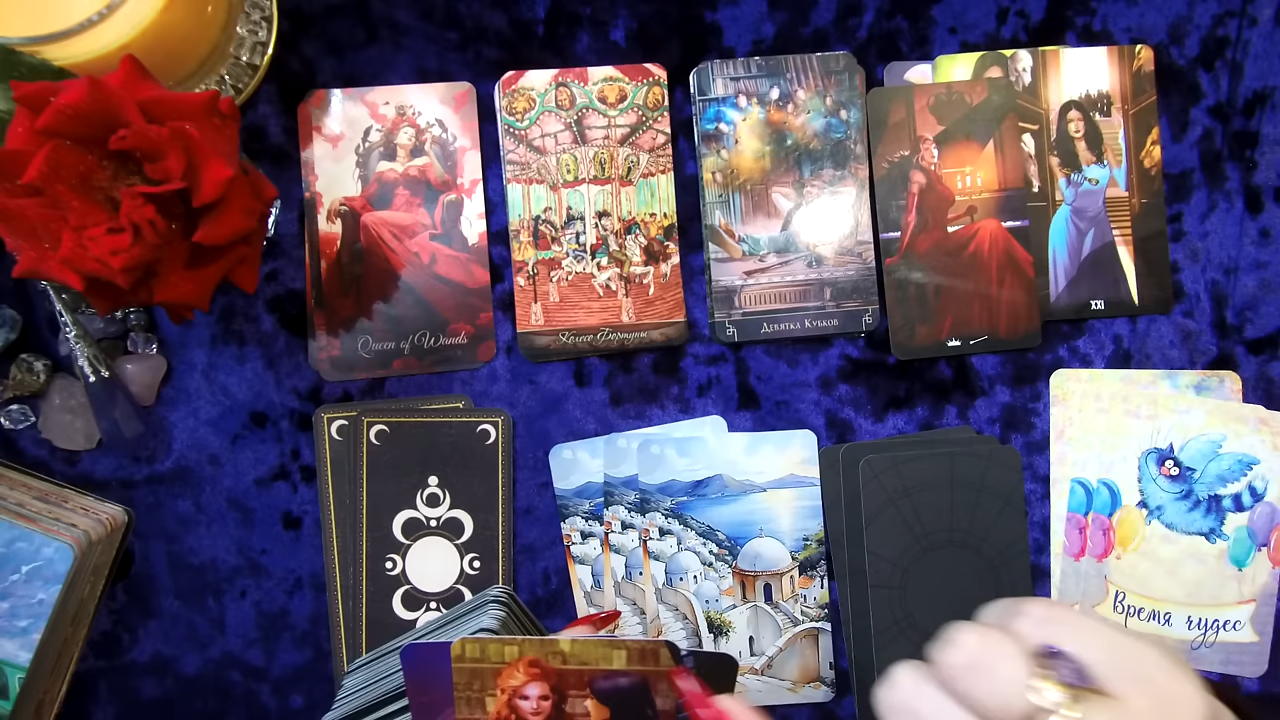 Queen of Wands
Колесо Фортуны
Девятка Кубков
XXI
Время чудес